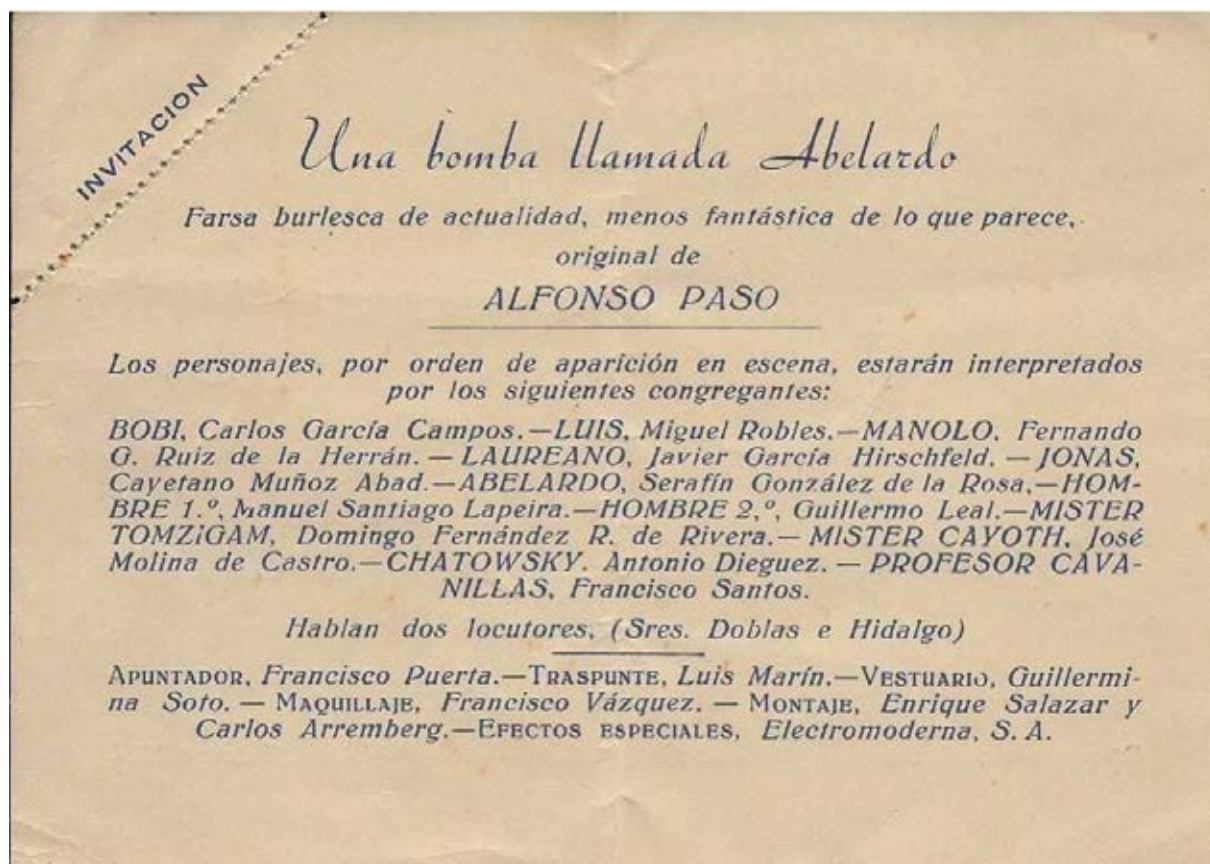 INVITACION
Una bomba llamada Abelardo
Farsa burlesca de actualidad, menos fantástica de lo que parece,
original de
ALFONSO PASO
Los personajes, por orden de aparición en escena, estarán interpretados
por los siguientes congregantes:
BOBI, Carlos García Campos.—LUIS, Miguel Robles.—MANOLO, Fernando
G. Ruiz de la Herrán. — LAUREANO, Javier García Hirschfeld. — JONAS,
Cayetano Muñoz Abad.—ABELARDO, Serafín González de la Rosa,—HOM-
BRE 1.º, Manuel Santiago Lapeira.—HOMBRE 2,º, Guillermo Leal.—MISTER
TOMZiGAM, Domingo Fernández R. de Rivera.— MISTER CAYOTH, José
Molina de Castro.—CHATOWSKY. Antonio Dieguez. — PROFESOR CAVA-
NILLAS, Francisco Santos.
Hablan dos locutores, (Sres. Doblas e Hidalgo)
APUNTADOR, Francisco Puerta.—TRASPUNTE, Luis Marín.—VESTUARIO, Guillermi-
na Soto. — MAQUILLAJE, Francisco Vázquez. — MONTAJE, Enrique Salazar y
Carlos Arremberg.—EFECTOS ESPECIALES, Electromoderna, S. A.